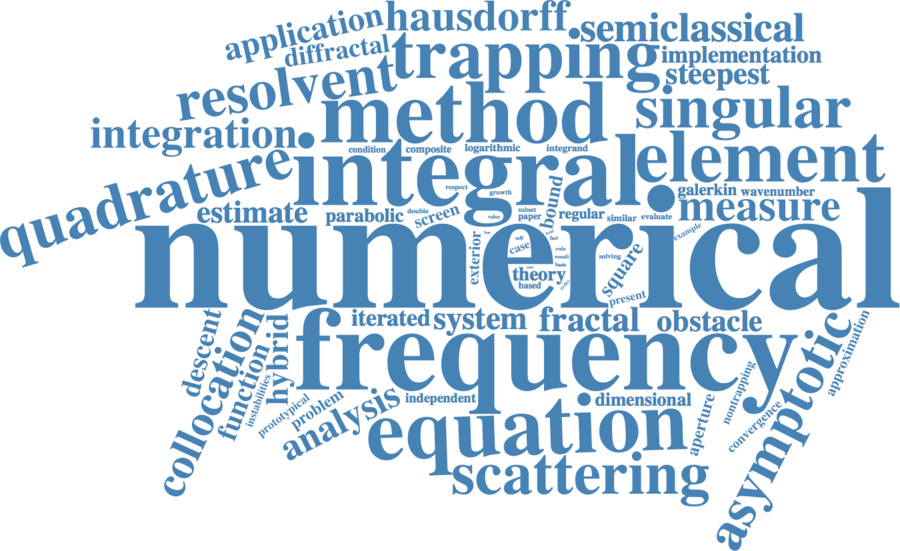 application
hausdorff
semiclassical
diffractal
trapping
implementation
steepest
resolvent
method
singular
integration
condition
composite
logarithmic
integrand
integral
element
quadrature
respect
growth
bound
galerkin
wavenumber
estimate
parabolic
double
screen
value
subset
paper
regular
similar
evaluate
measure
numerical
example
exterior
self
fast
case
rule
result
basis
solving
square
theory
based
present
descent
collocation
hybrid
iterated
system
fractal
obstacle
frequency
function
instabilities
prototypical
problem
analysis
independent
dimensional
aperture
nontrapping
convergence
asymptotic
approximation
equation
scattering